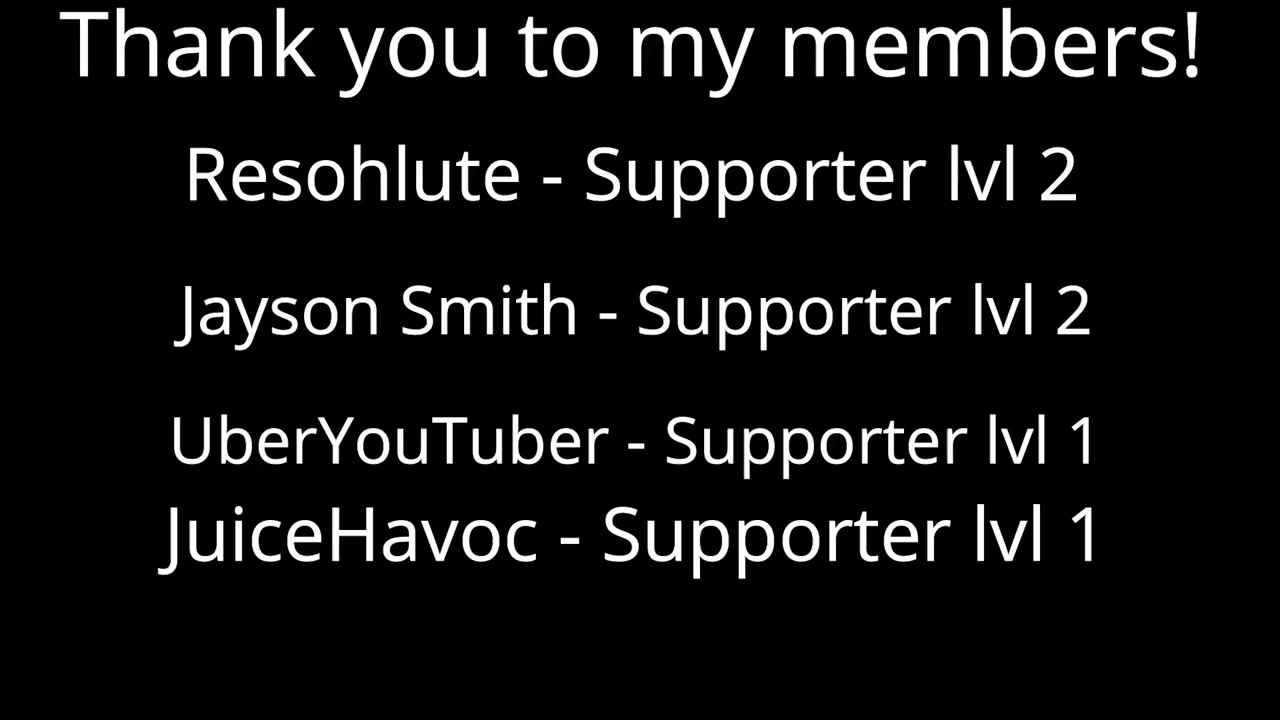 Thank you to my members!
Resohlute - Supporter lvl 2
Jayson Smith - Supporter lvl 2
UberYouTuber - Supporter lvl 1
JuiceHavoc - Supporter lvl 1